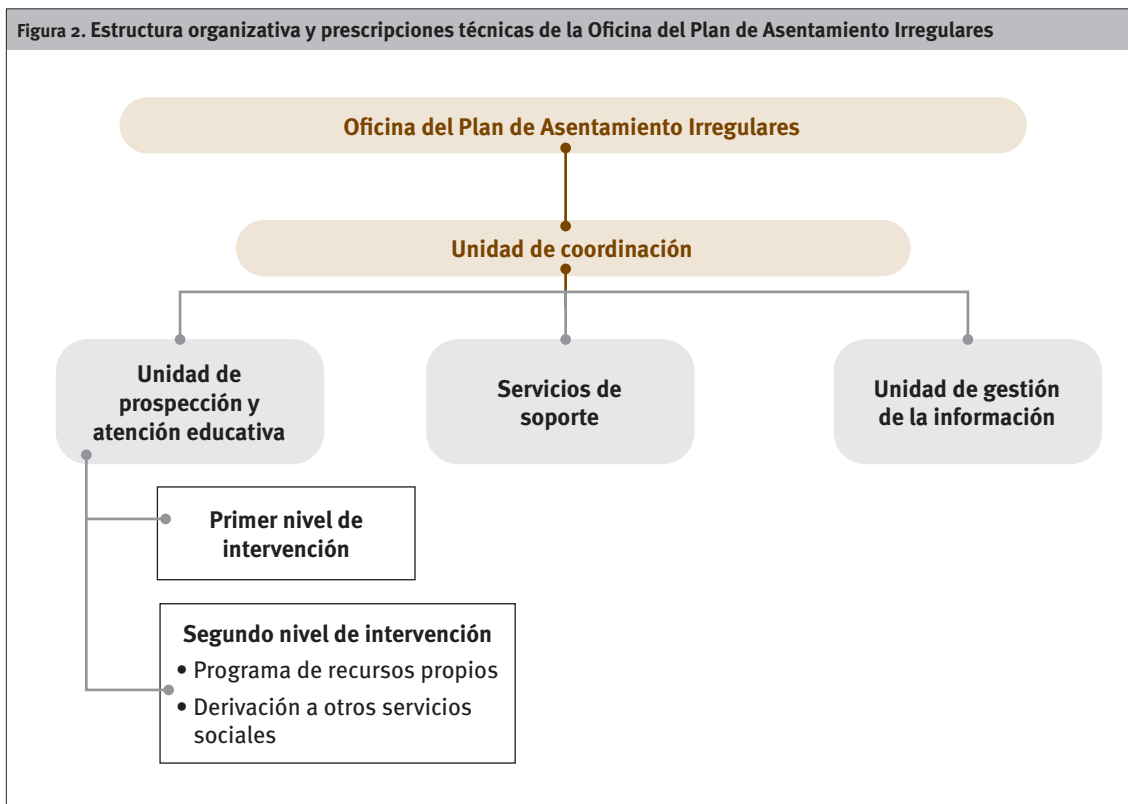 Figura 2. Estructura organizativa y prescripciones técnicas de la Oficina del Plan de Asentamiento Irregulares
Oficina del Plan de Asentamiento Irregulares
Unidad de coordinación
Unidad de
prospección y
atención educativa
Servicios de
soporte
Unidad de gestión
de la información
Primer nivel de
intervención
Segundo nivel de intervención
• Programa de recursos propios
• Derivación a otros servicios
sociales